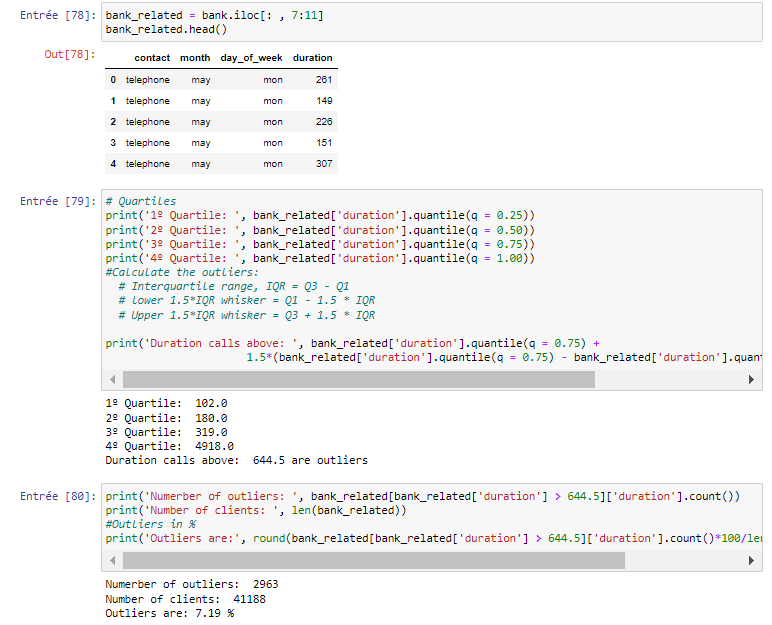 Entrée [78]: bank_related = bank.iloc[: , 7:11]
bank_related.head()
Out[78]:
contact month day_of_week duration
0 telephone may mon 261
1 telephone may mon 149
2 telephone may mon 226
3 telephone may mon 151
4 telephone may mon 307
Entrée [79]: # Quartiles
print('1º Quartile: ', bank_related['duration'].quantile(q = 0.25))
print('2º Quartile: ', bank_related['duration'].quantile(q = 0.50))
print('3º Quartile: ', bank_related['duration'].quantile(q = 0.75))
print('4º Quartile: ', bank_related['duration'].quantile(q = 1.00))
#Calculate the outliers:
# Interquartile range, IQR = Q3 - Q1
# lower 1.5*IQR whisker = Q1 - 1.5 * IQR
# Upper 1.5*IQR whisker = Q3 + 1.5 * IQR
print('Duration calls above: ', bank_related['duration'].quantile(q = 0.75) +
1.5*(bank_related['duration'].quantile(q = 0.75) - bank_related['duration'].quan
1º Quartile: 102.0
2º Quartile: 180.0
3º Quartile: 319.0
4º Quartile: 4918.0
Duration calls above: 644.5 are outliers
Entrée [80]: print('Numerber of outliers: ', bank_related[bank_related['duration'] > 644.5]['duration'].count())
print('Number of clients: ', len(bank_related))
#Outliers in %
print('Outliers are:', round(bank_related[bank_related['duration'] > 644.5]['duration'].count()*100/len
Numerber of outliers: 2963
Number of clients: 41188
Outliers are: 7.19 %